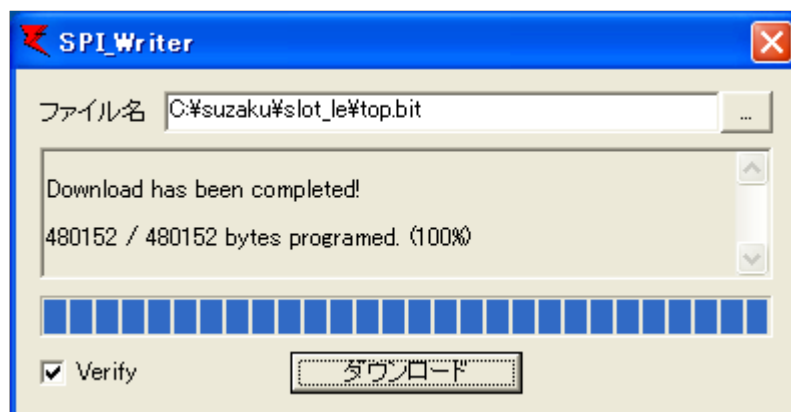 SPI_Writer
ファイル名 C:¥suzaku¥slot_le¥top.bit ...
Download has been completed!
480152 / 480152 bytes programed. (100%)
Verify ダウンロード